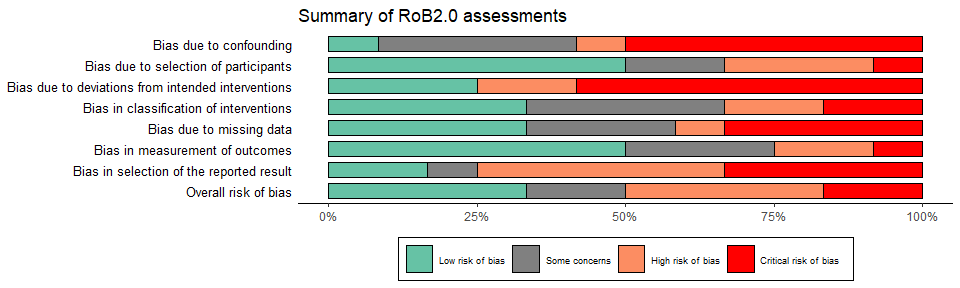 Summary of RoB2.0 assessments
Bias due to confounding
Bias due to selection of participants
Bias due to deviations from intended interventions
Bias in classification of interventions
Bias due to missing data
Bias in measurement of outcomes
Bias in selection of the reported result
Overall risk of bias
0% 25% 50% 75% 100%
Low risk of bias Some concerns High risk of bias Critical risk of bias